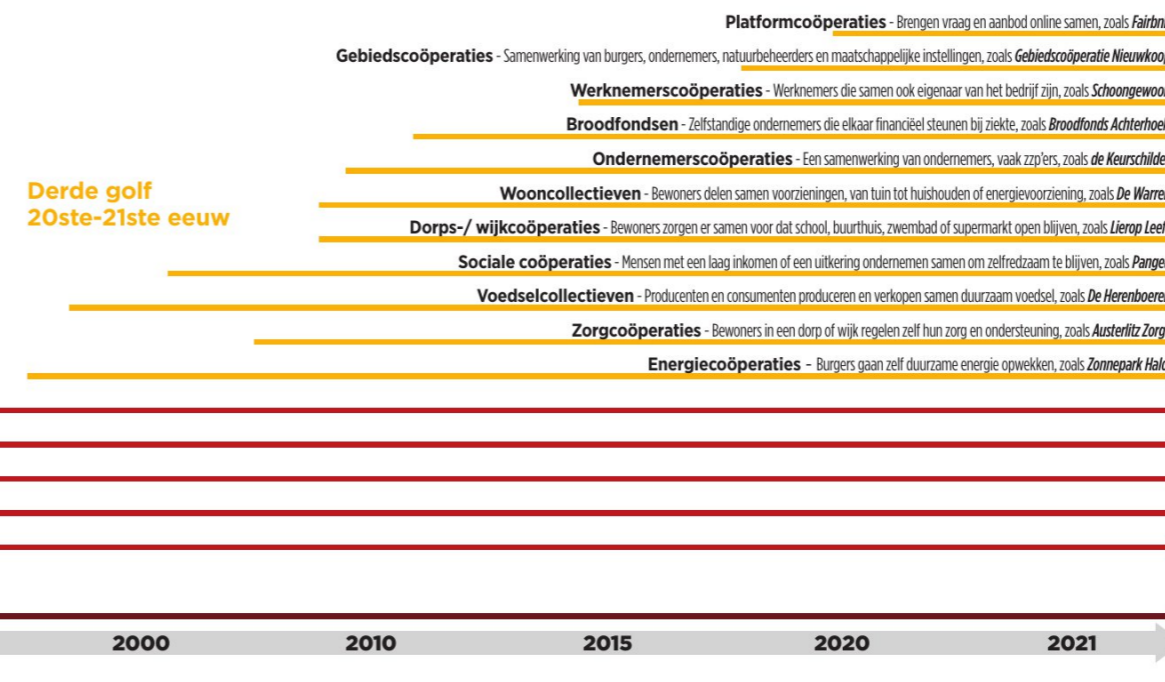 Platformcoöperaties - Brengen vraag en aanbod online samen, zoals
Gebiedscoöperaties - Samenwerking van burgers, ondernemers, natuurbeheerders en maatschappelijke instellingen, zoals Gebiedscoöperatie
Werknemerscoöperaties - Werknemers die samen ook eigenaar van het bedrijf zijn, zoals
Broodfondsen - Zelfstandige ondernemers die elkaar financiëel steunen bij ziekte, zoals Broodfonds
Ondernemerscoöperaties - Een samenwerking van ondernemers, vaak zzp'ers, zoals de
Derde golf
20ste-21ste eeuw
Wooncollectieven - Bewoners delen samen voorzieningen, van tuin tot huishouden of energievoorziening, zoals De
Dorps-/ wijkcoöperaties - Bewoners zorgen er samen voor dat school, buurthuis, zwembad of supermarkt open blijven, zoals Lierop
Sociale coöperaties - Mensen met een laag inkomen of een uitkering ondernemen samen om zelfredzaam te blijven, zoals
Voedselcollectieven - Producenten en consumenten produceren en verkopen samen duurzaam voedsel, zoals De
Zorgcoöperaties - Bewoners in een dorp of wijk regelen zelf hun zorg en ondersteuning, zoals Austerlitz
Energiecoöperaties - Burgers gaan zelf duurzame energie opwekken, zoals Zonnepark
2000 2010 2015 2020 2021